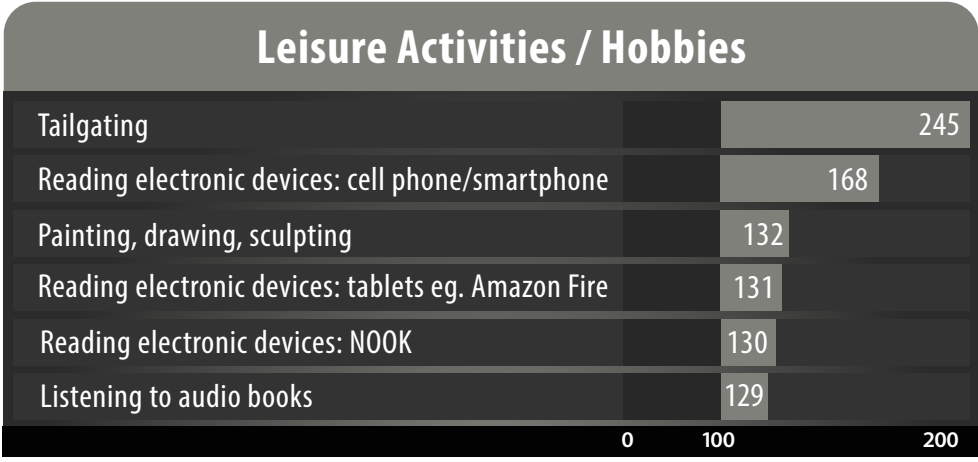 Leisure Activities / Hobbies
Tailgating 245
Reading electronic devices: cell phone/smartphone 168
Painting, drawing, sculpting 132
Reading electronic devices: tablets eg. Amazon Fire 131
Reading electronic devices: NOOK 130
Listening to audio books 129
0 100 200